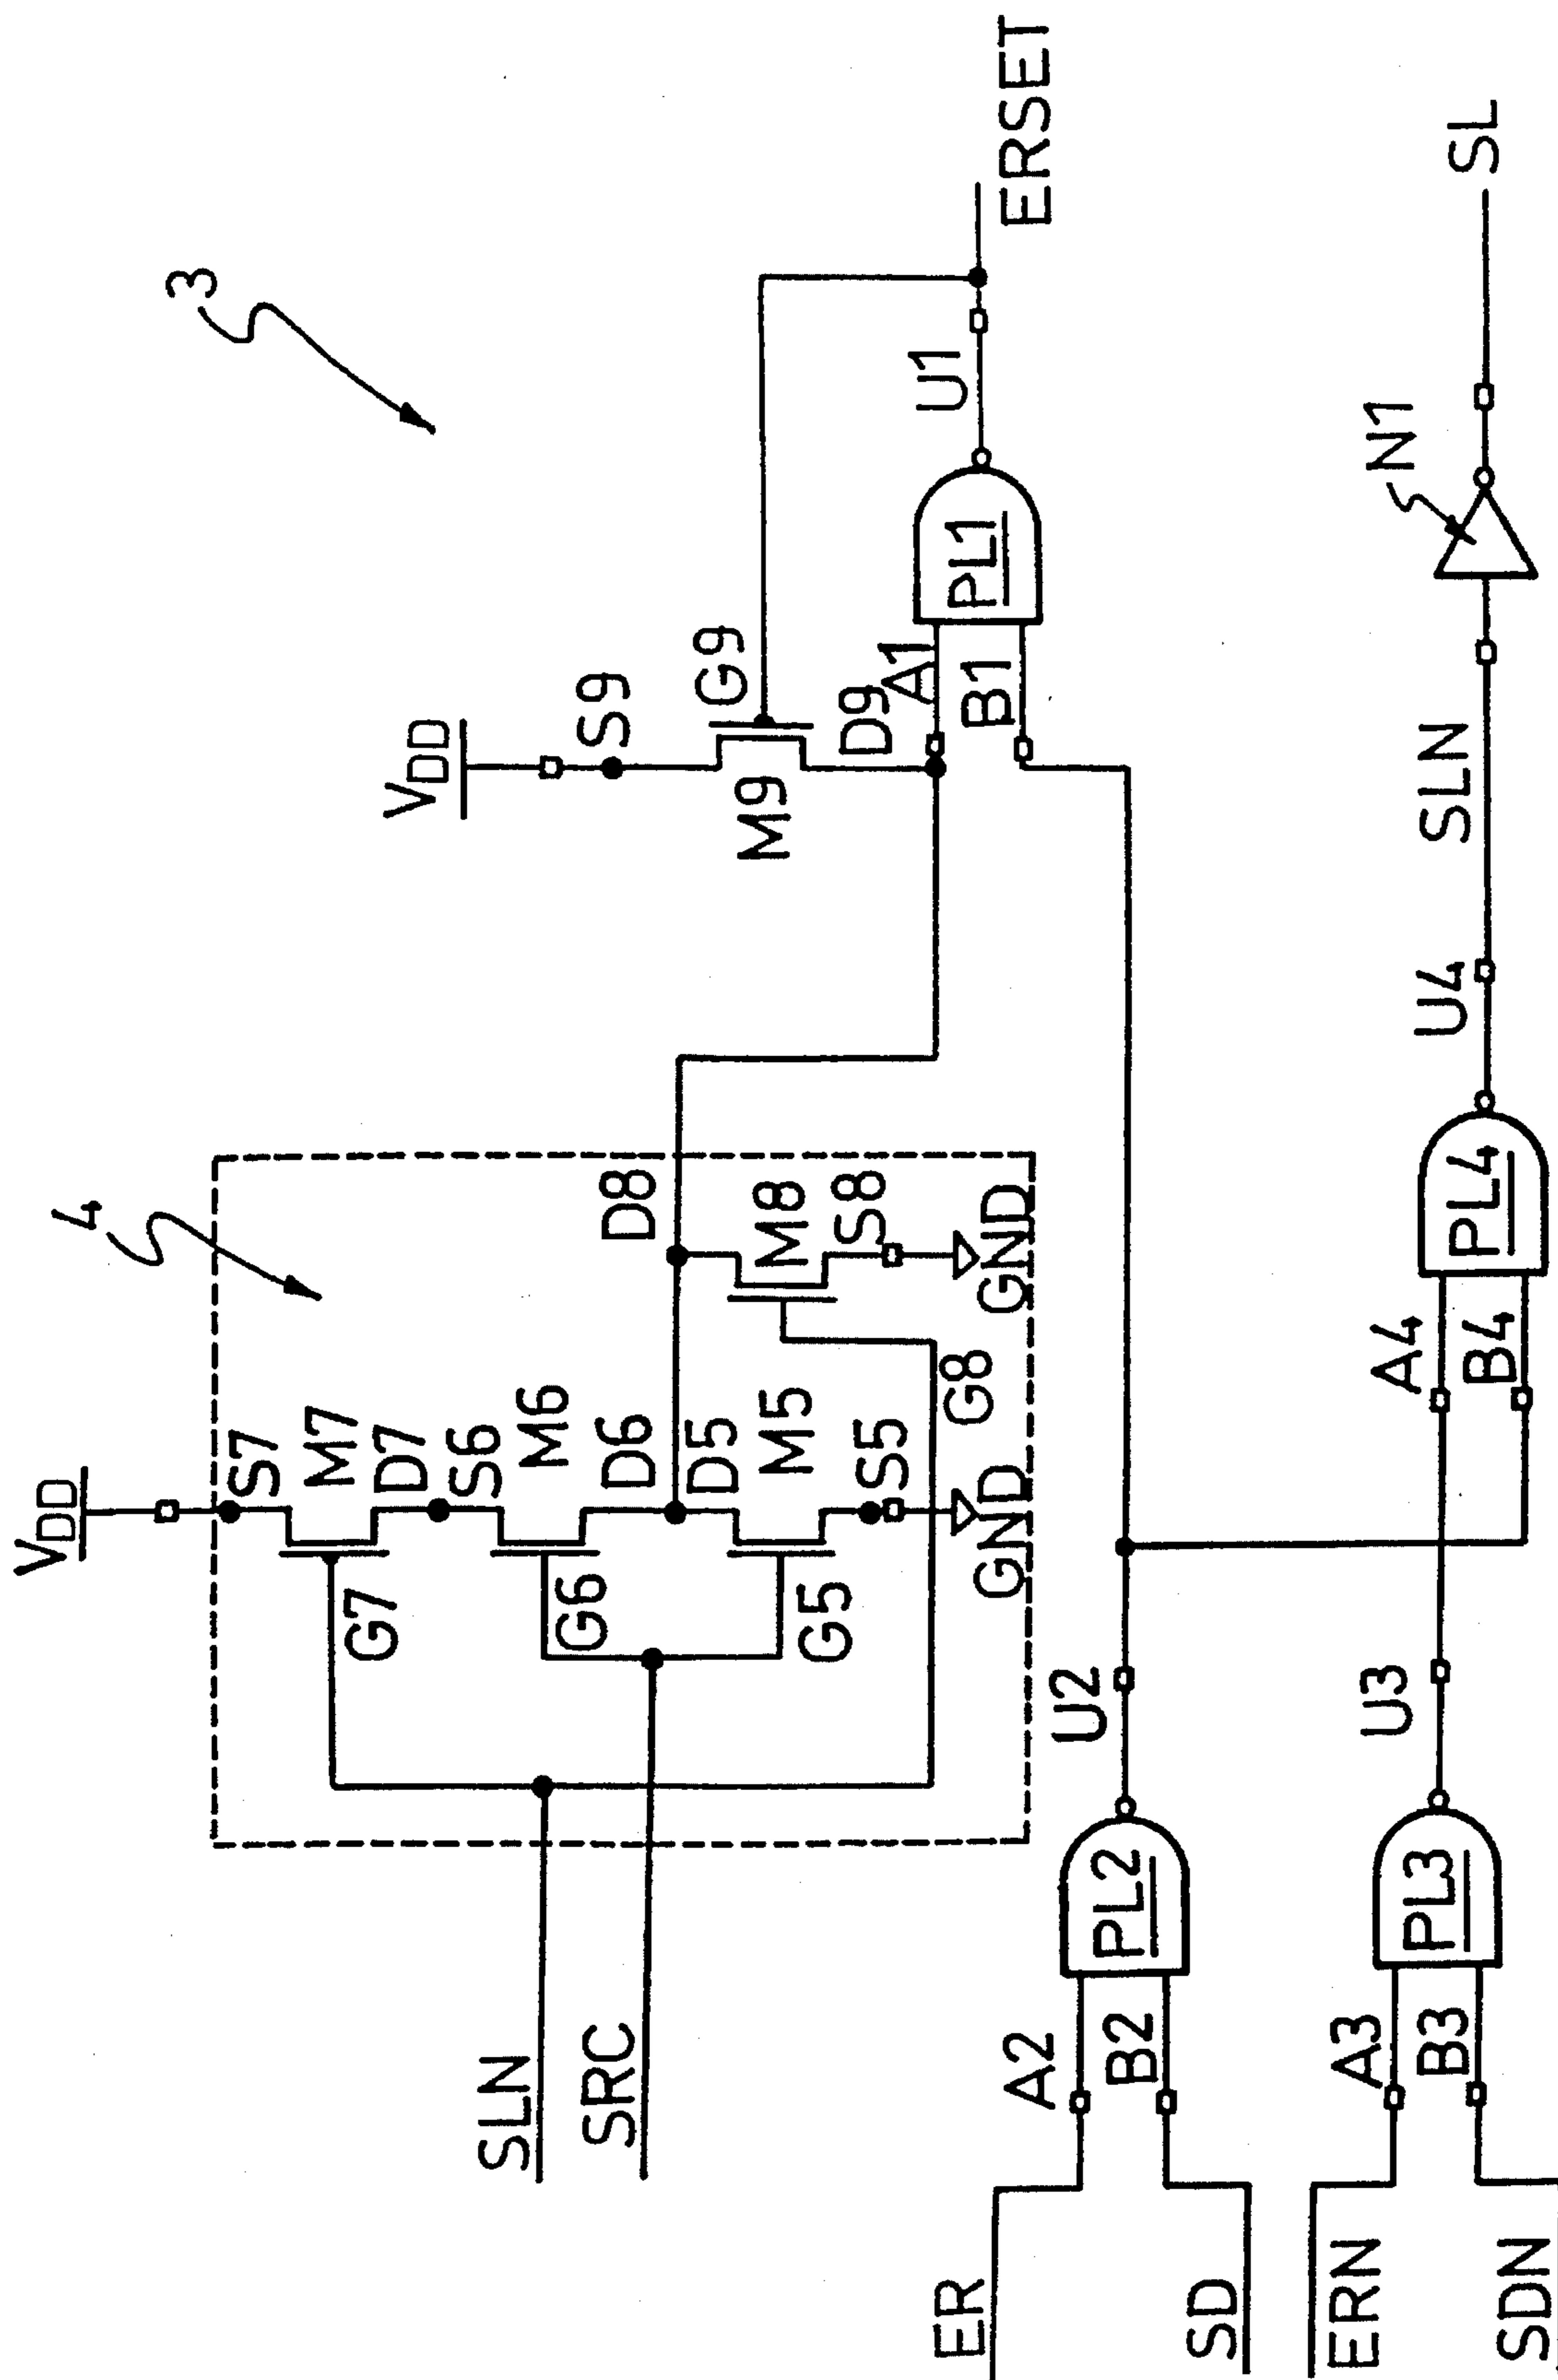 3
4
VDD
S7
M7
G7
D7
S6
M6
G6
D6
D8
D5
M5
G5
S5
M8
S8
G8
GND
GND
SLN
SRC
VDD
S9
G9
M9
D9
A1
B1
PL1
U1
ERSET
ER
SD
A2
B2
PL2
U2
ERN
SDN
A3
B3
PL3
U3
A4
B4
PL4
U4
SLN
N1
SL